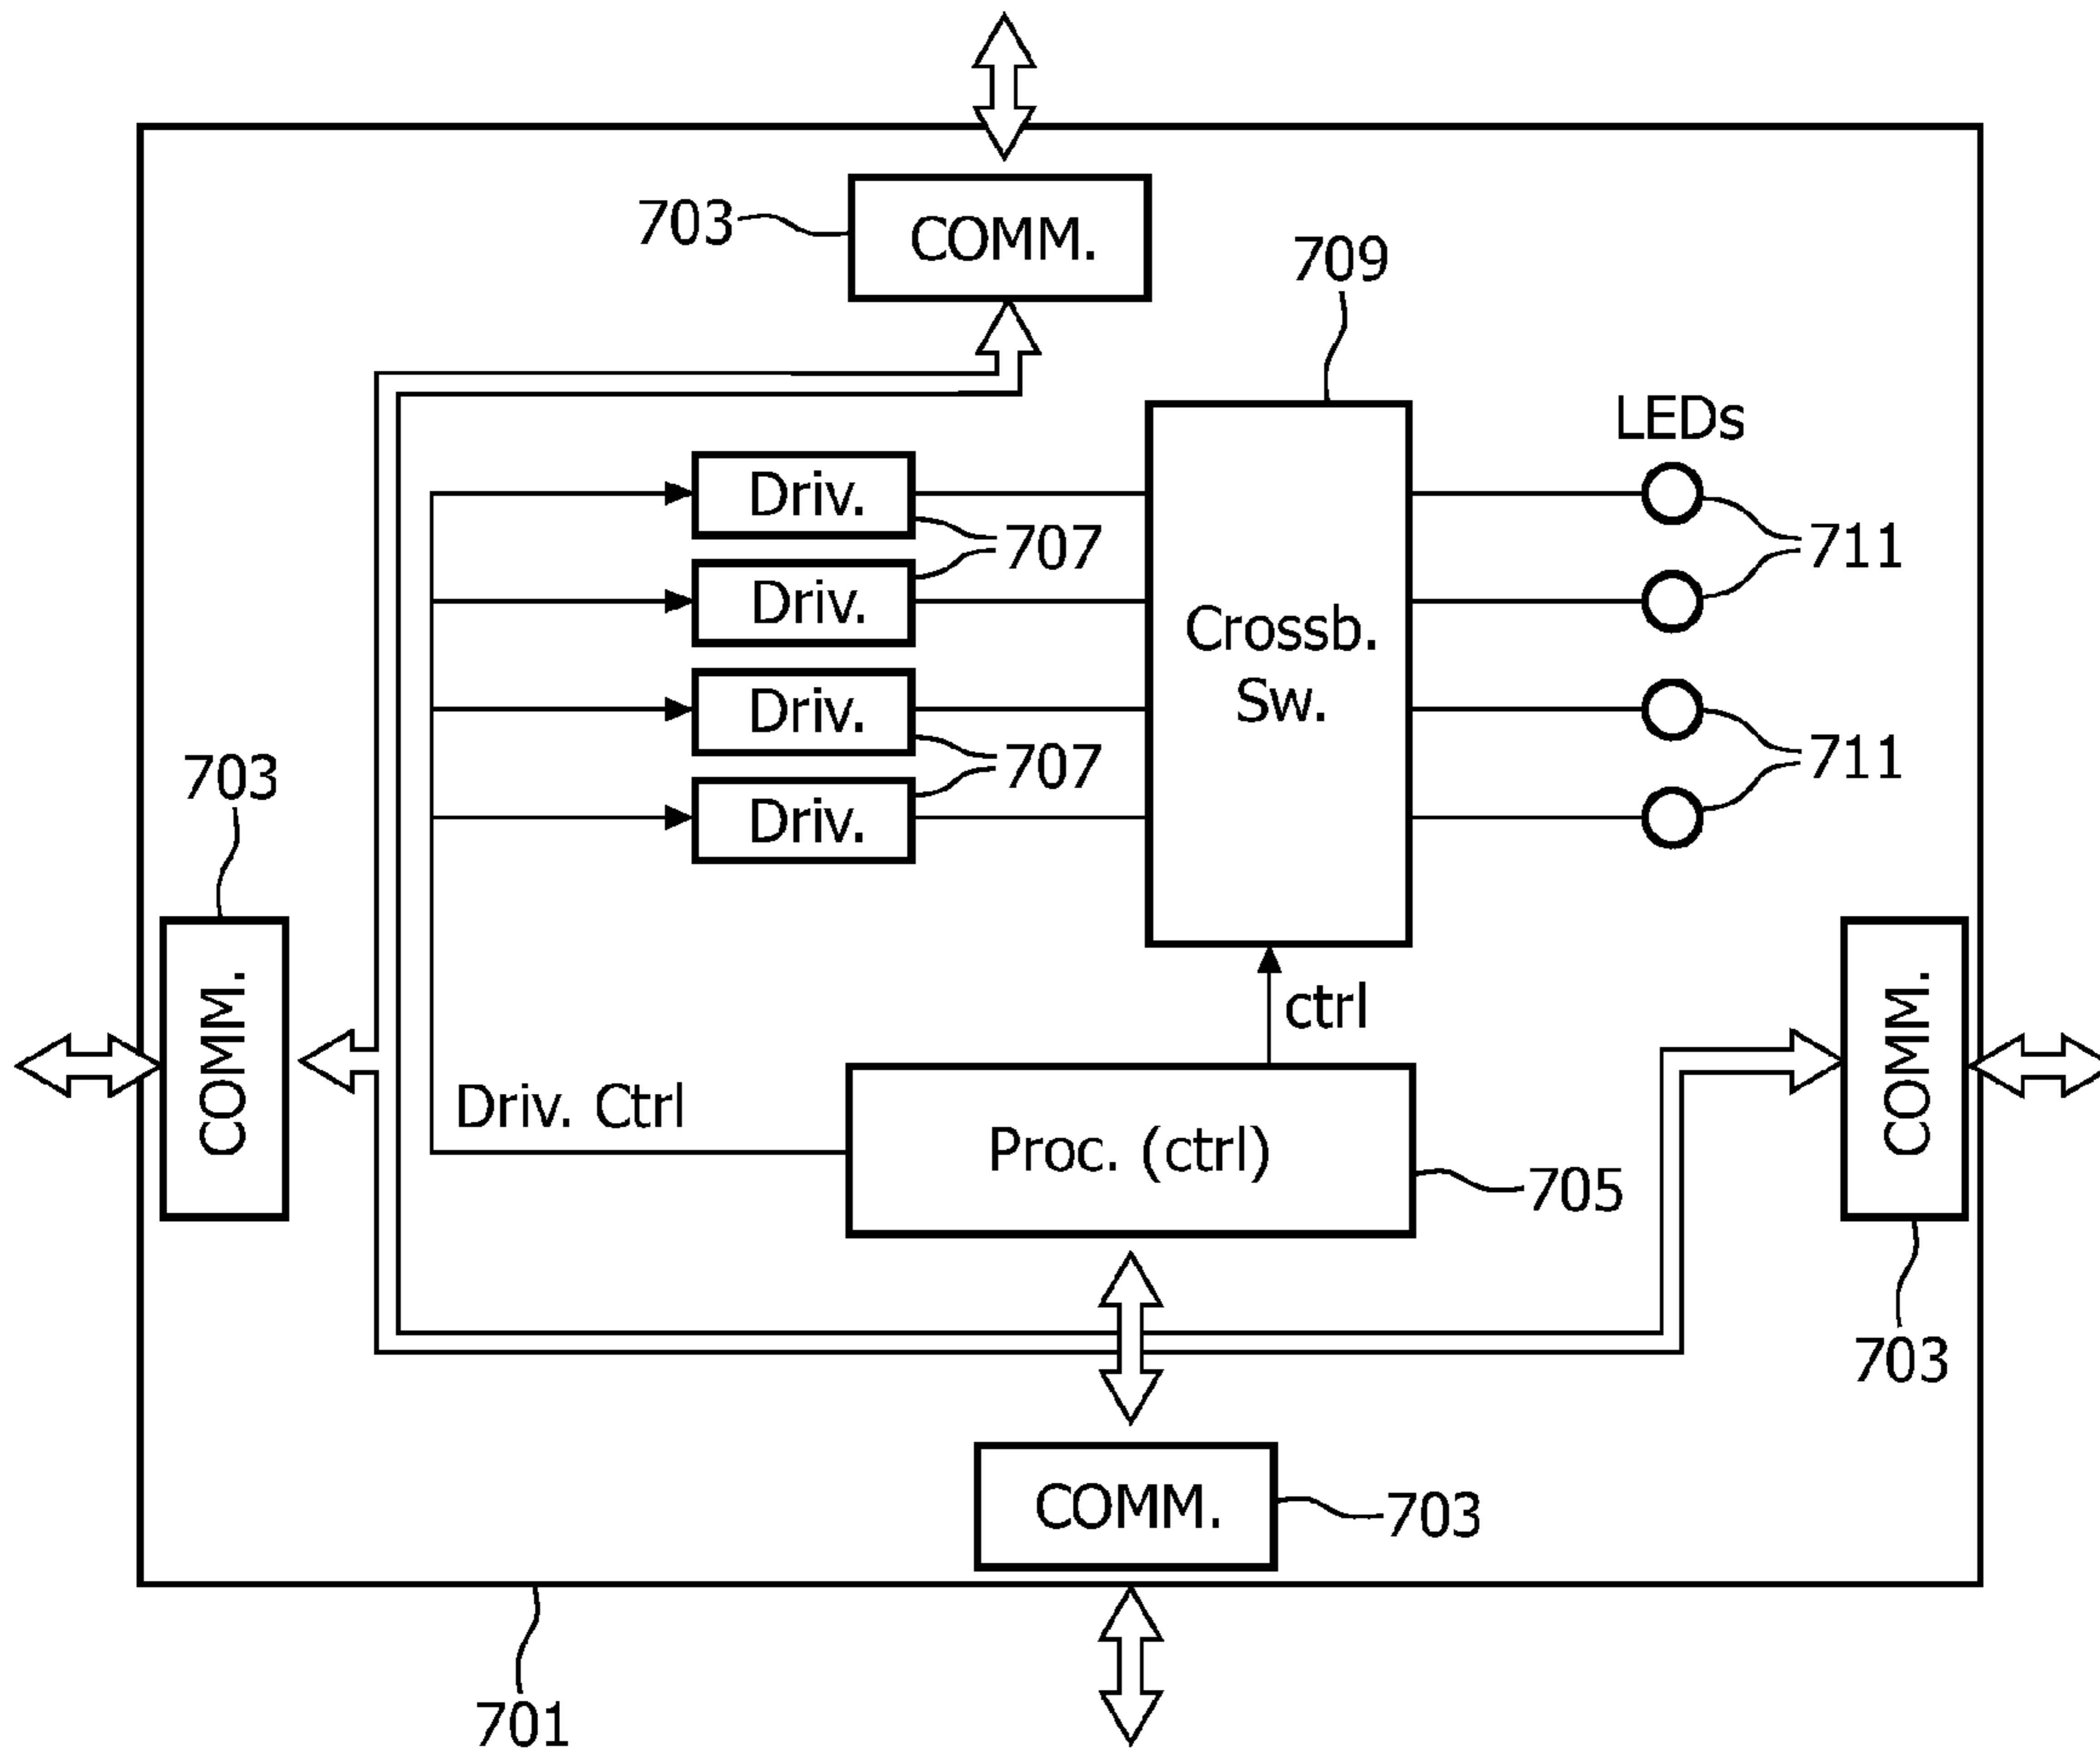 703
COMM.
709
LEDs
Driv.
707
711
Driv.
Crossb.
Sw.
Driv.
707
711
703
Driv.
COMM.
ctrl
COMM.
Driv. Ctrl
Proc. (ctrl)
705
703
COMM.
703
701